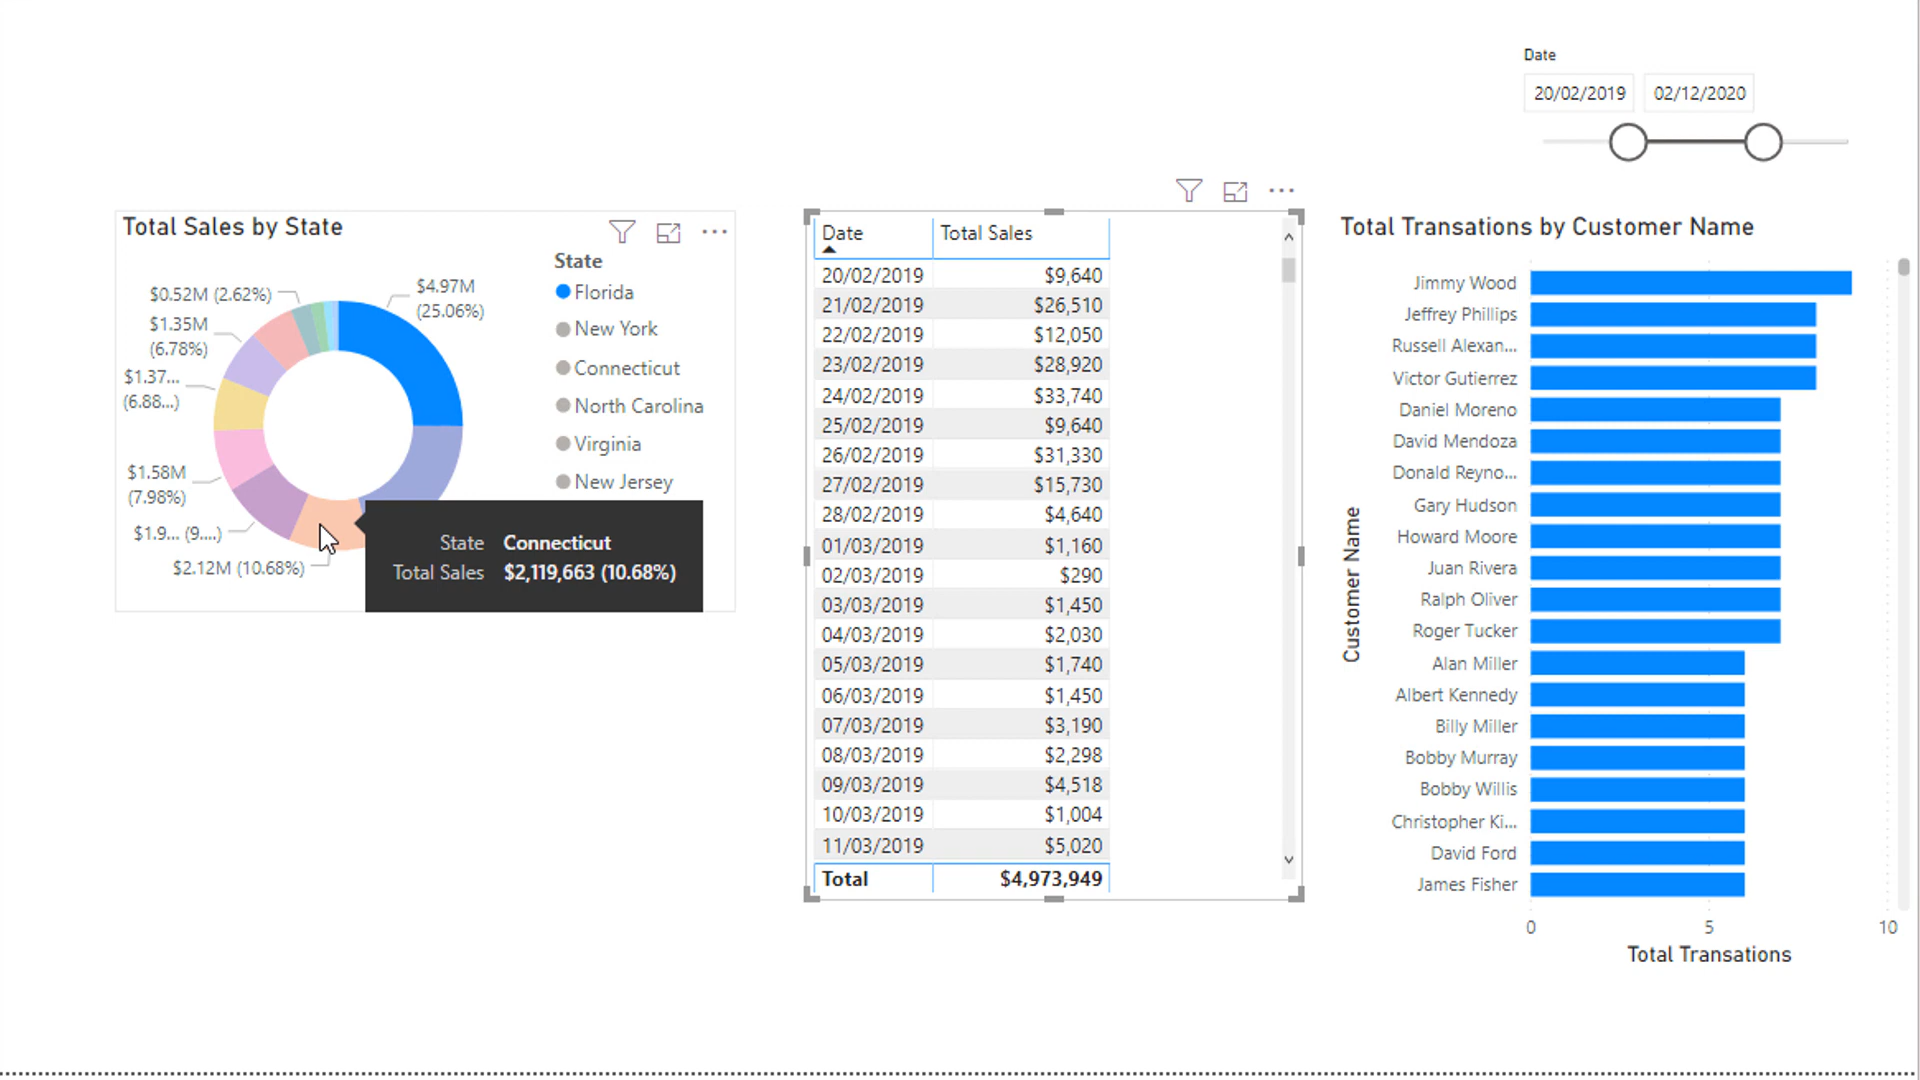 Date
20/02/2019 02/12/2020
Total Sales by State
State
Florida
New York
Connecticut
North Carolina
Virginia
New Jersey
$4.97M
(25.06%)
$0.52M (2.62%)
$1.35M
(6.78%)
$1.37...
(6.88...)
$1.58M
(7.98%)
$1.9... (9....)
$2.12M (10.68%)
State Connecticut
Total Sales $2,119,663 (10.68%)
Date Total Sales
20/02/2019 $9,640
21/02/2019 $26,510
22/02/2019 $12,050
23/02/2019 $28,920
24/02/2019 $33,740
25/02/2019 $9,640
26/02/2019 $31,330
27/02/2019 $15,730
28/02/2019 $4,640
01/03/2019 $1,160
02/03/2019 $290
03/03/2019 $1,450
04/03/2019 $2,030
05/03/2019 $1,740
06/03/2019 $1,450
07/03/2019 $3,190
08/03/2019 $2,298
09/03/2019 $4,518
10/03/2019 $1,004
11/03/2019 $5,020
Total $4,973,949
Total Transations by Customer Name
Customer Name
Jimmy Wood
Jeffrey Phillips
Russell Alexan...
Victor Gutierrez
Daniel Moreno
David Mendoza
Donald Reyno...
Gary Hudson
Howard Moore
Juan Rivera
Ralph Oliver
Roger Tucker
Alan Miller
Albert Kennedy
Billy Miller
Bobby Murray
Bobby Willis
Christopher Ki...
David Ford
James Fisher
0 5 10
Total Transations